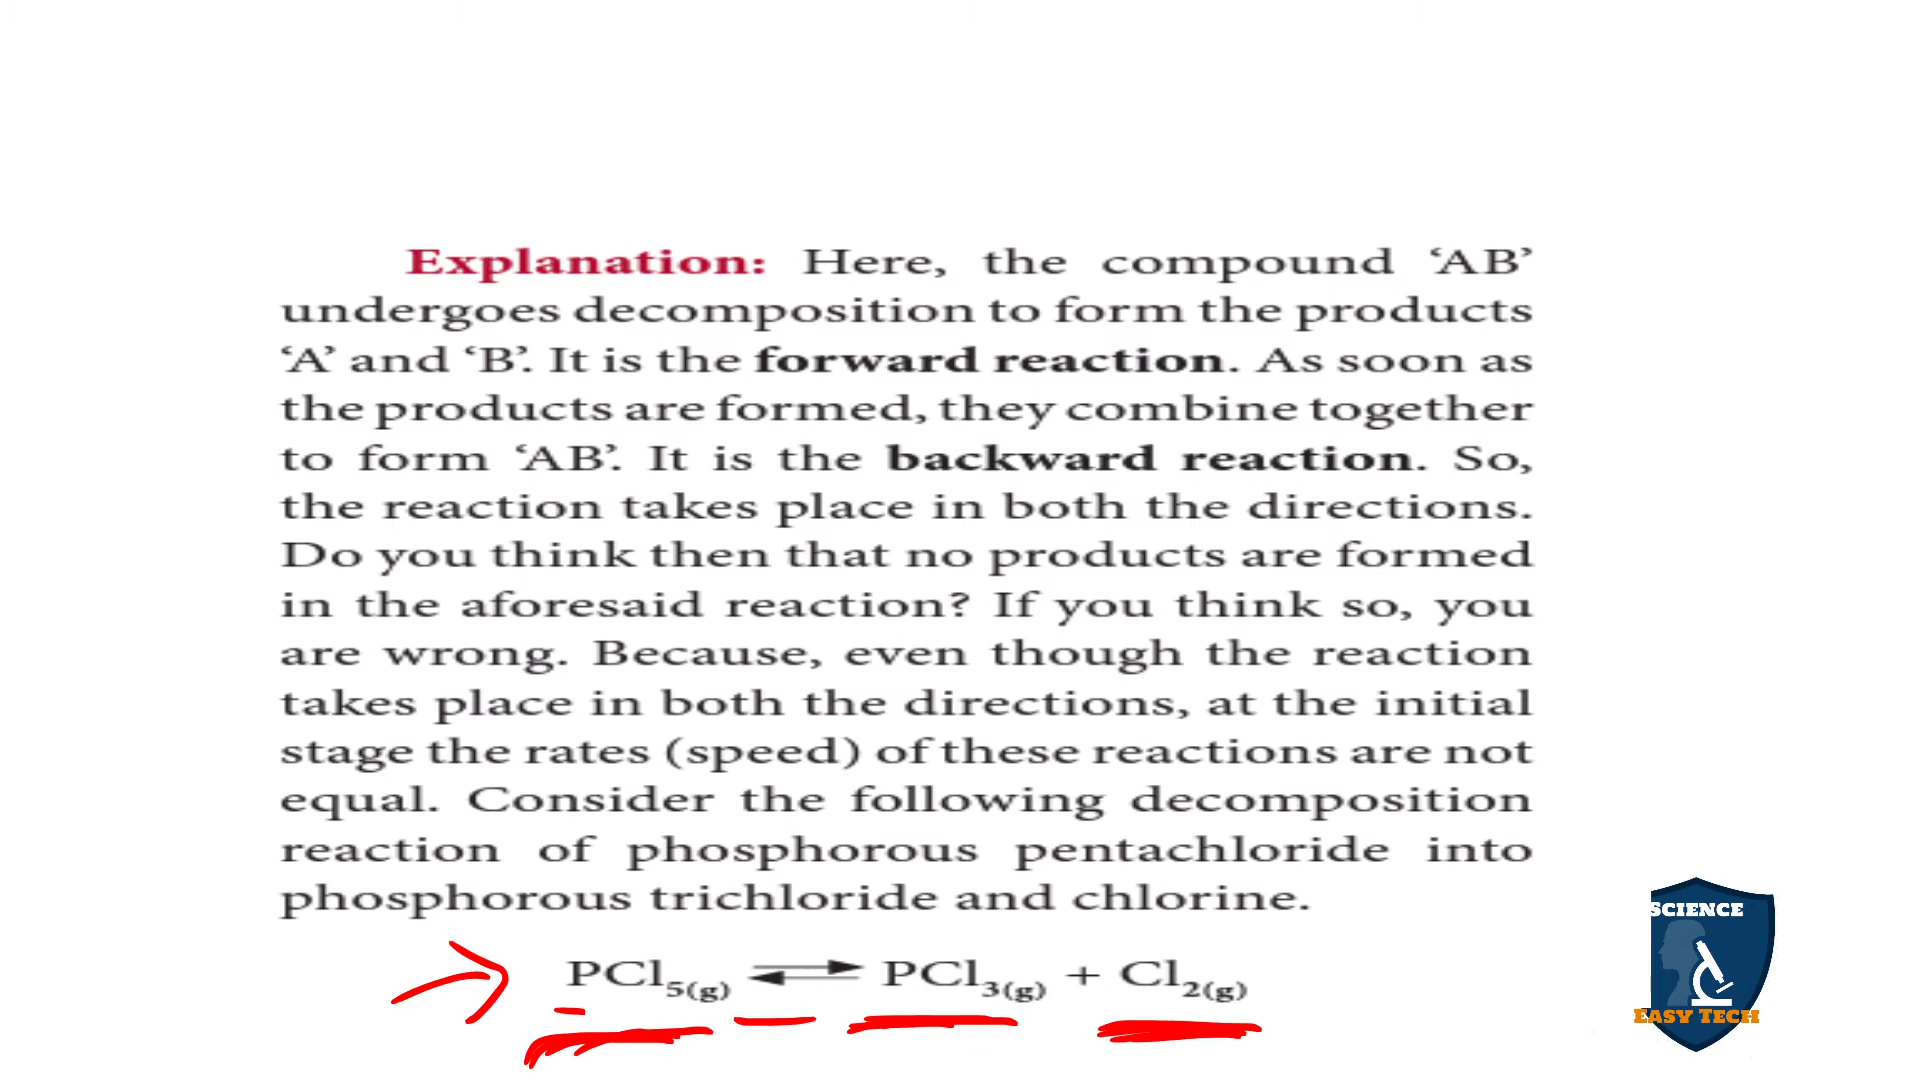 Explanation: Here, the compound ‘AB’
undergoes decomposition to form the products
‘A’ and ‘B’. It is the forward reaction. As soon as
the products are formed, they combine together
to form ‘AB’. It is the backward reaction. So,
the reaction takes place in both the directions.
Do you think then that no products are formed
in the aforesaid reaction? If you think so, you
are wrong. Because, even though the reaction
takes place in both the directions, at the initial
stage the rates (speed) of these reactions are not
equal. Consider the following decomposition
reaction of phosphorous pentachloride into
phosphorous trichloride and chlorine.
PCl₅(g) ⇌ PCl₃(g) + Cl₂(g)
SCIENCE
EASY TECH